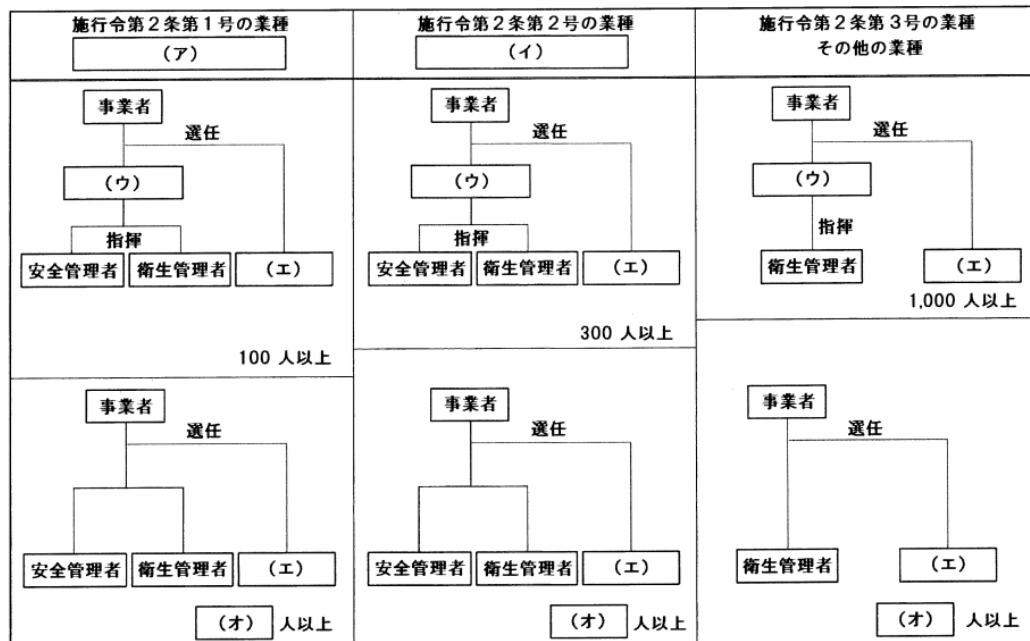 施行令第２条第１号の業種
（ア）
施行令第２条第２号の業種
（イ）
施行令第２条第３号の業種
その他の業種
事業者
選任
（ウ）
指揮
安全管理者
衛生管理者
（エ）
100 人以上
事業者
選任
（ウ）
指揮
安全管理者
衛生管理者
（エ）
300 人以上
事業者
選任
（ウ）
指揮
衛生管理者
（エ）
1,000 人以上
事業者
選任
安全管理者
衛生管理者
（エ）
（オ） 人以上
事業者
選任
安全管理者
衛生管理者
（エ）
（オ） 人以上
事業者
選任
衛生管理者
（エ）
（オ） 人以上